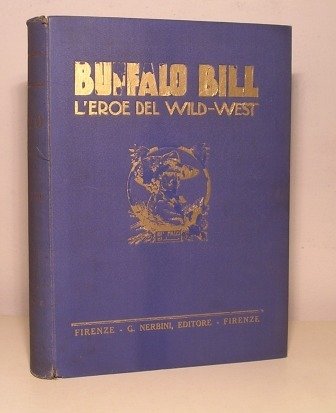 BUFFALO BILL
L'EROE DEL WILD-WEST
FIRENZE - G. NERBINI, EDITORE - FIRENZE